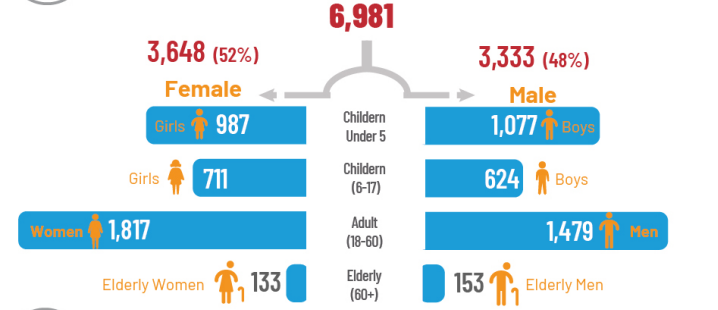 6,981
3,648 (52%)
3,333 (48%)
Female
Male
Girls 987
Childern
Under 5
1,077 Boys
Girls 711
Childern
(6-17)
624 Boys
Women 1,817
Adult
(18-60)
1,479 Men
Elderly Women 133
Elderly
(60+)
153 Elderly Men